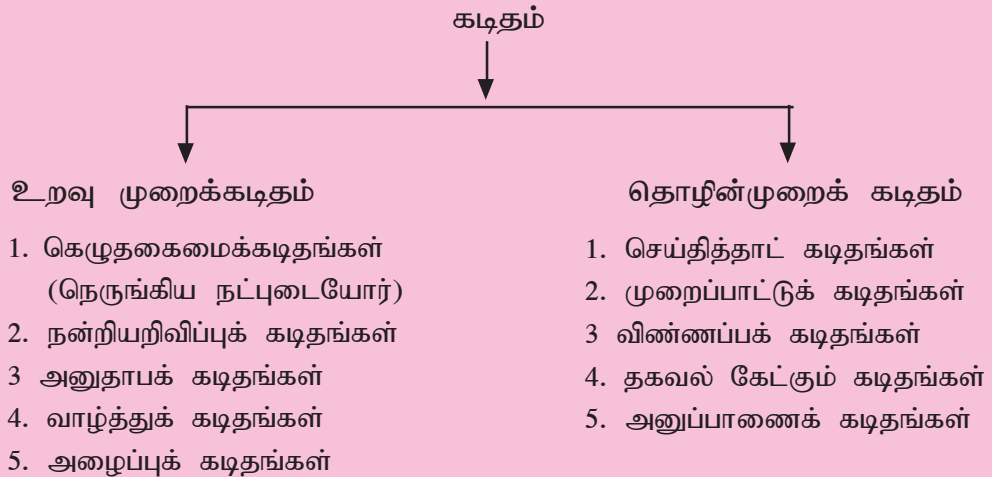 கடிதம்
உறவு முறைக்கடிதம்
1. கெழுதகைமைக்கடிதங்கள்
(நெருங்கிய நட்புடையோர்)
2. நன்றியறிவிப்புக் கடிதங்கள்
3 அனுதாபக் கடிதங்கள்
4. வாழ்த்துக் கடிதங்கள்
5. அழைப்புக் கடிதங்கள்
தொழின்முறைக் கடிதம்
1. செய்தித்தாட் கடிதங்கள்
2. முறைப்பாட்டுக் கடிதங்கள்
3 விண்ணப்பக் கடிதங்கள்
4. தகவல் கேட்கும் கடிதங்கள்
5. அனுப்பாணைக் கடிதங்கள்